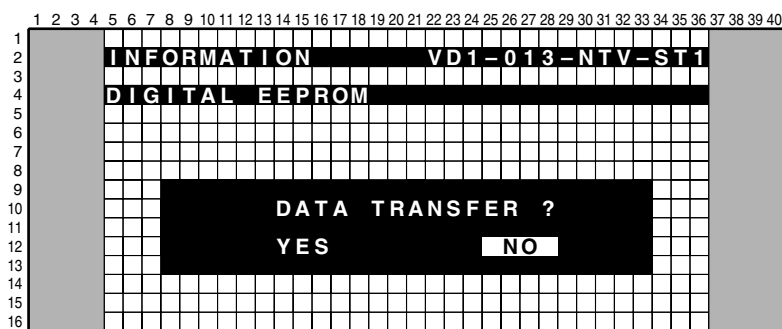 1 2 3 4 5 6 7 8 9 10 11 12 13 14 15 16 17 18 19 20 21 22 23 24 25 26 27 28 29 30 31 32 33 34 35 36 37 38 39 40
1
2 INFORMATION VD1–013–NTV–ST1
3
4 DIGITAL EEPROM
5
6
7
8
9
10 DATA TRANSFER ?
11
12 YES NO
13
14
15
16